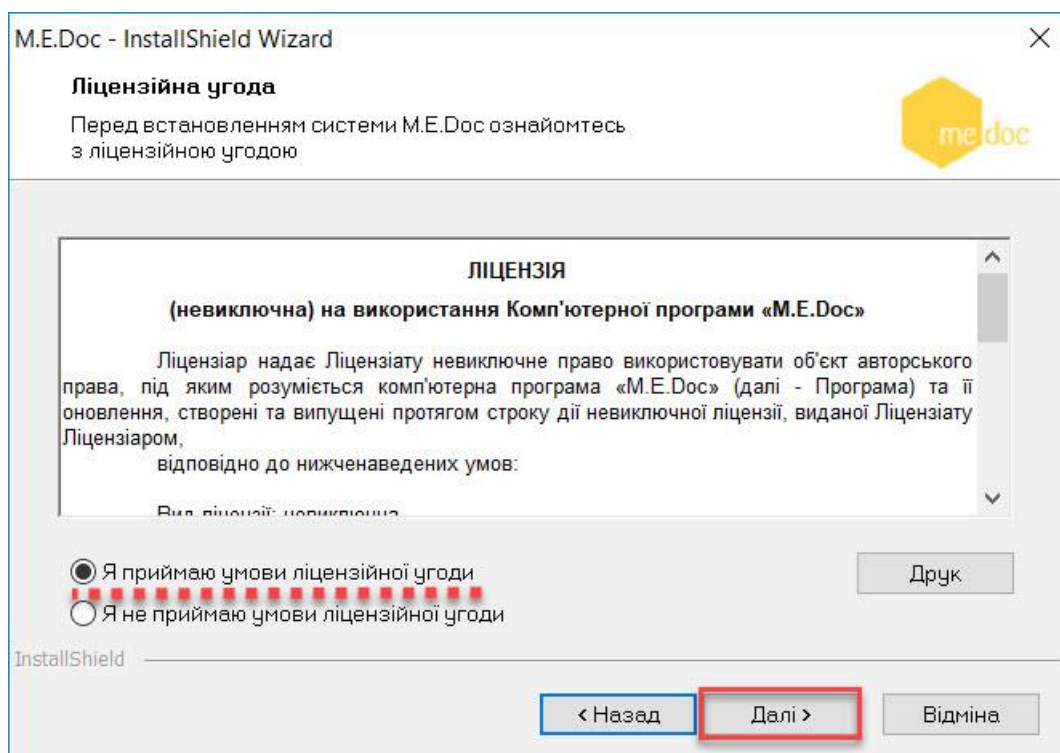 M.E.Doc - InstallShield Wizard
Ліцензійна угода
Перед встановленням системи M.E.Doc ознайомтесь
з ліцензійною угодою
me doc
ЛІЦЕНЗІЯ
(невиключна) на використання Комп'ютерної програми «M.E.Doc»
Ліцензіар надає Ліцензіату невиключне право використовувати об'єкт авторського
права, під яким розуміється комп'ютерна програма «M.E.Doc» (далі - Програма) та її
оновлення, створені та випущені протягом строку дії невиключної ліцензії, виданої Ліцензіату
Ліцензіаром,
відповідно до нижченаведених умов:
Вид ліцензії: невиключна
Я приймаю умови ліцензійної угоди
Друк
Я не приймаю умови ліцензійної угоди
InstallShield
< Назад
Далі >
Відміна